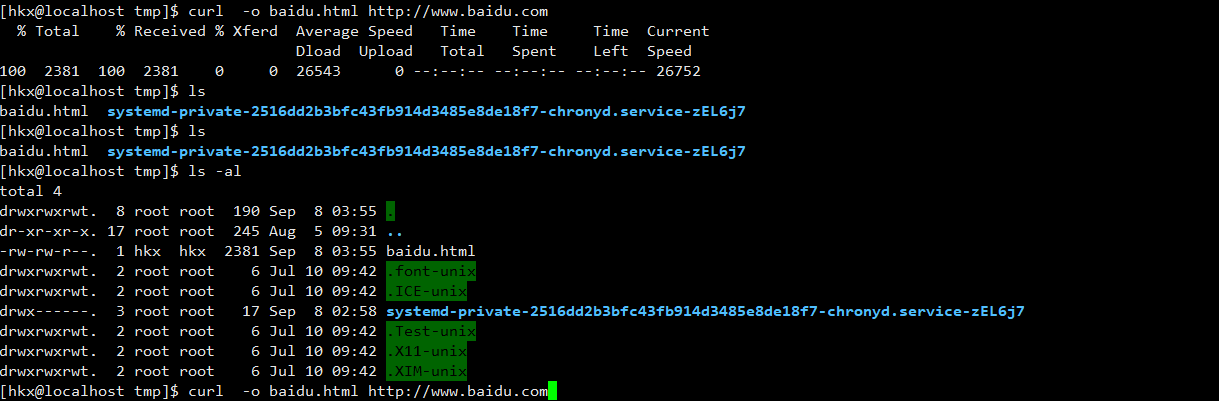 [hkx@localhost tmp]$ curl  -o baidu.html http://www.baidu.com
  % Total    % Received % Xferd  Average Speed   Time    Time     Time  Current
                                 Dload  Upload   Total   Spent    Left  Speed
100  2381  100  2381    0     0  26543      0 --:--:-- --:--:-- --:--:-- 26752
[hkx@localhost tmp]$ ls
baidu.html  systemd-private-2516dd2b3bfc43fb914d3485e8de18f7-chronyd.service-zEL6j7
[hkx@localhost tmp]$ ls
baidu.html  systemd-private-2516dd2b3bfc43fb914d3485e8de18f7-chronyd.service-zEL6j7
[hkx@localhost tmp]$ ls -al
total 4
drwxrwxrwt.  8 root root  190 Sep  8 03:55 .
dr-xr-xr-x. 17 root root  245 Aug  5 09:31 ..
-rw-rw-r--.  1 hkx  hkx  2381 Sep  8 03:55 baidu.html
drwxrwxrwt.  2 root root    6 Jul 10 09:42 .font-unix
drwxrwxrwt.  2 root root    6 Jul 10 09:42 .ICE-unix
drwx------.  3 root root   17 Sep  8 02:58 systemd-private-2516dd2b3bfc43fb914d3485e8de18f7-chronyd.service-zEL6j7
drwxrwxrwt.  2 root root    6 Jul 10 09:42 .Test-unix
drwxrwxrwt.  2 root root    6 Jul 10 09:42 .X11-unix
drwxrwxrwt.  2 root root    6 Jul 10 09:42 .XIM-unix
[hkx@localhost tmp]$ curl  -o baidu.html http://www.baidu.com